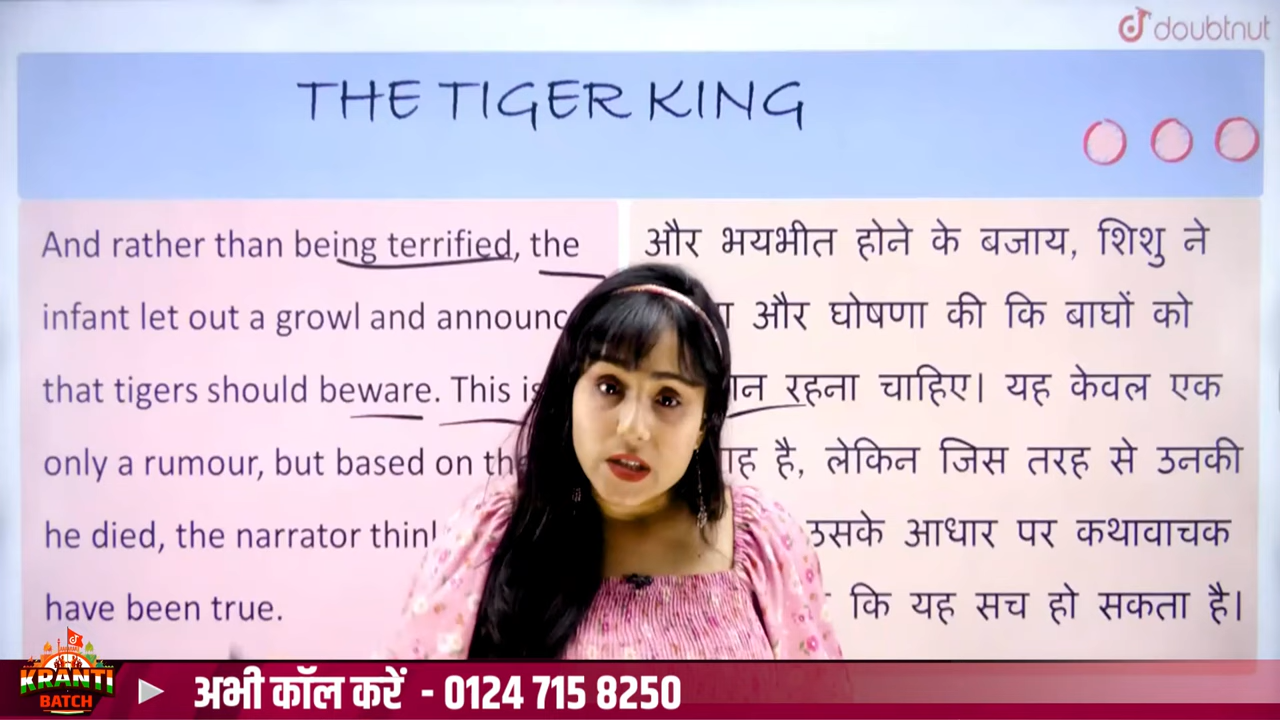 doubtnut
THE TIGER KING
And rather than being terrified, the
infant let out a growl and announc
that tigers should beware. This is
only a rumour, but based on the
he died, the narrator thinl
have been true.
और भयभीत होने के बजाय, शिशु ने
और घोषणा की कि बाघों को
रहना चाहिए। यह केवल एक
है, लेकिन जिस तरह से उनकी
उसके आधार पर कथावाचक
कि यह सच हो सकता है।
KRANTI
BATCH
अभी कॉल करें - 0124 715 8250